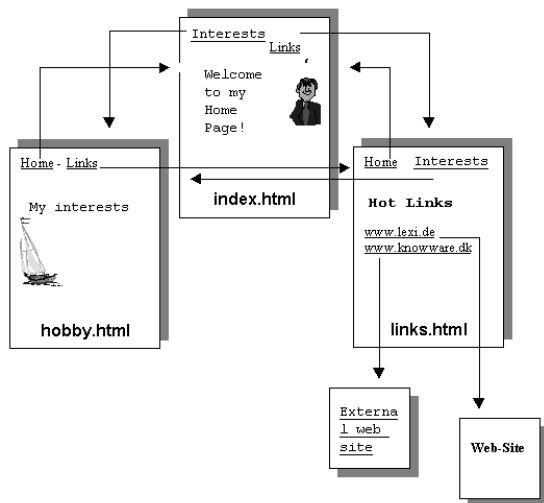 Interests
Links
Welcome
to my
Home
Page!
index.html
Home - Links
My interests
hobby.html
Home Interests
Hot Links
www.lexi.de
www.knowware.dk
links.html
Externa
l web
site
Web-Site